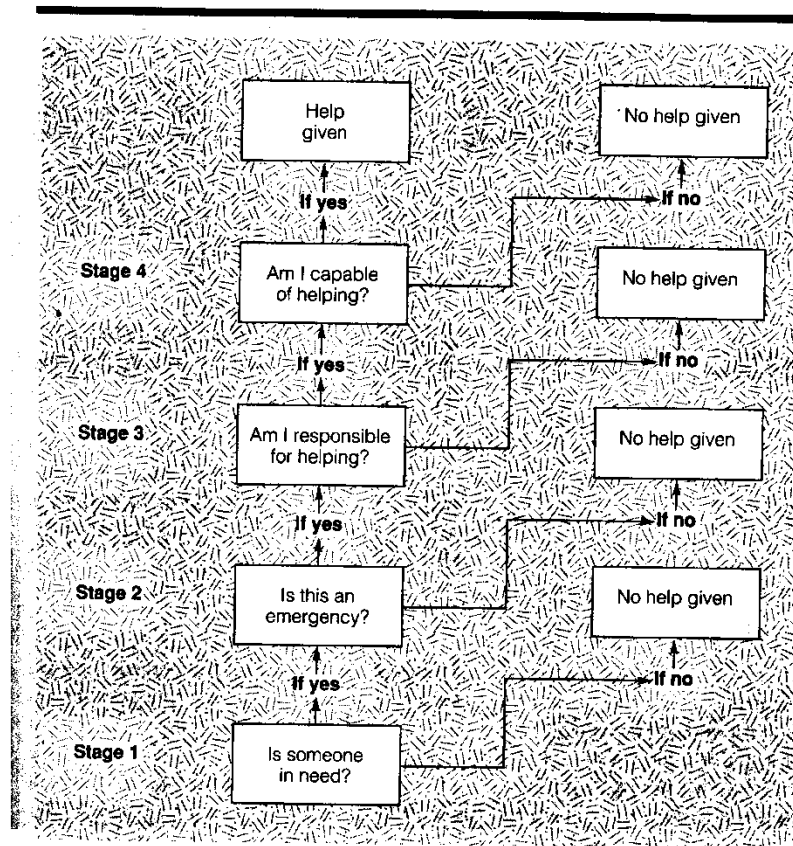 Help
given
No help given
If yes
If no
Stage 4
Am I capable
of helping?
No help given
If yes
If no
Stage 3
Am I responsible
for helping?
No help given
If yes
If no
Stage 2
Is this an
emergency?
No help given
If yes
If no
Stage 1
Is someone
in need?